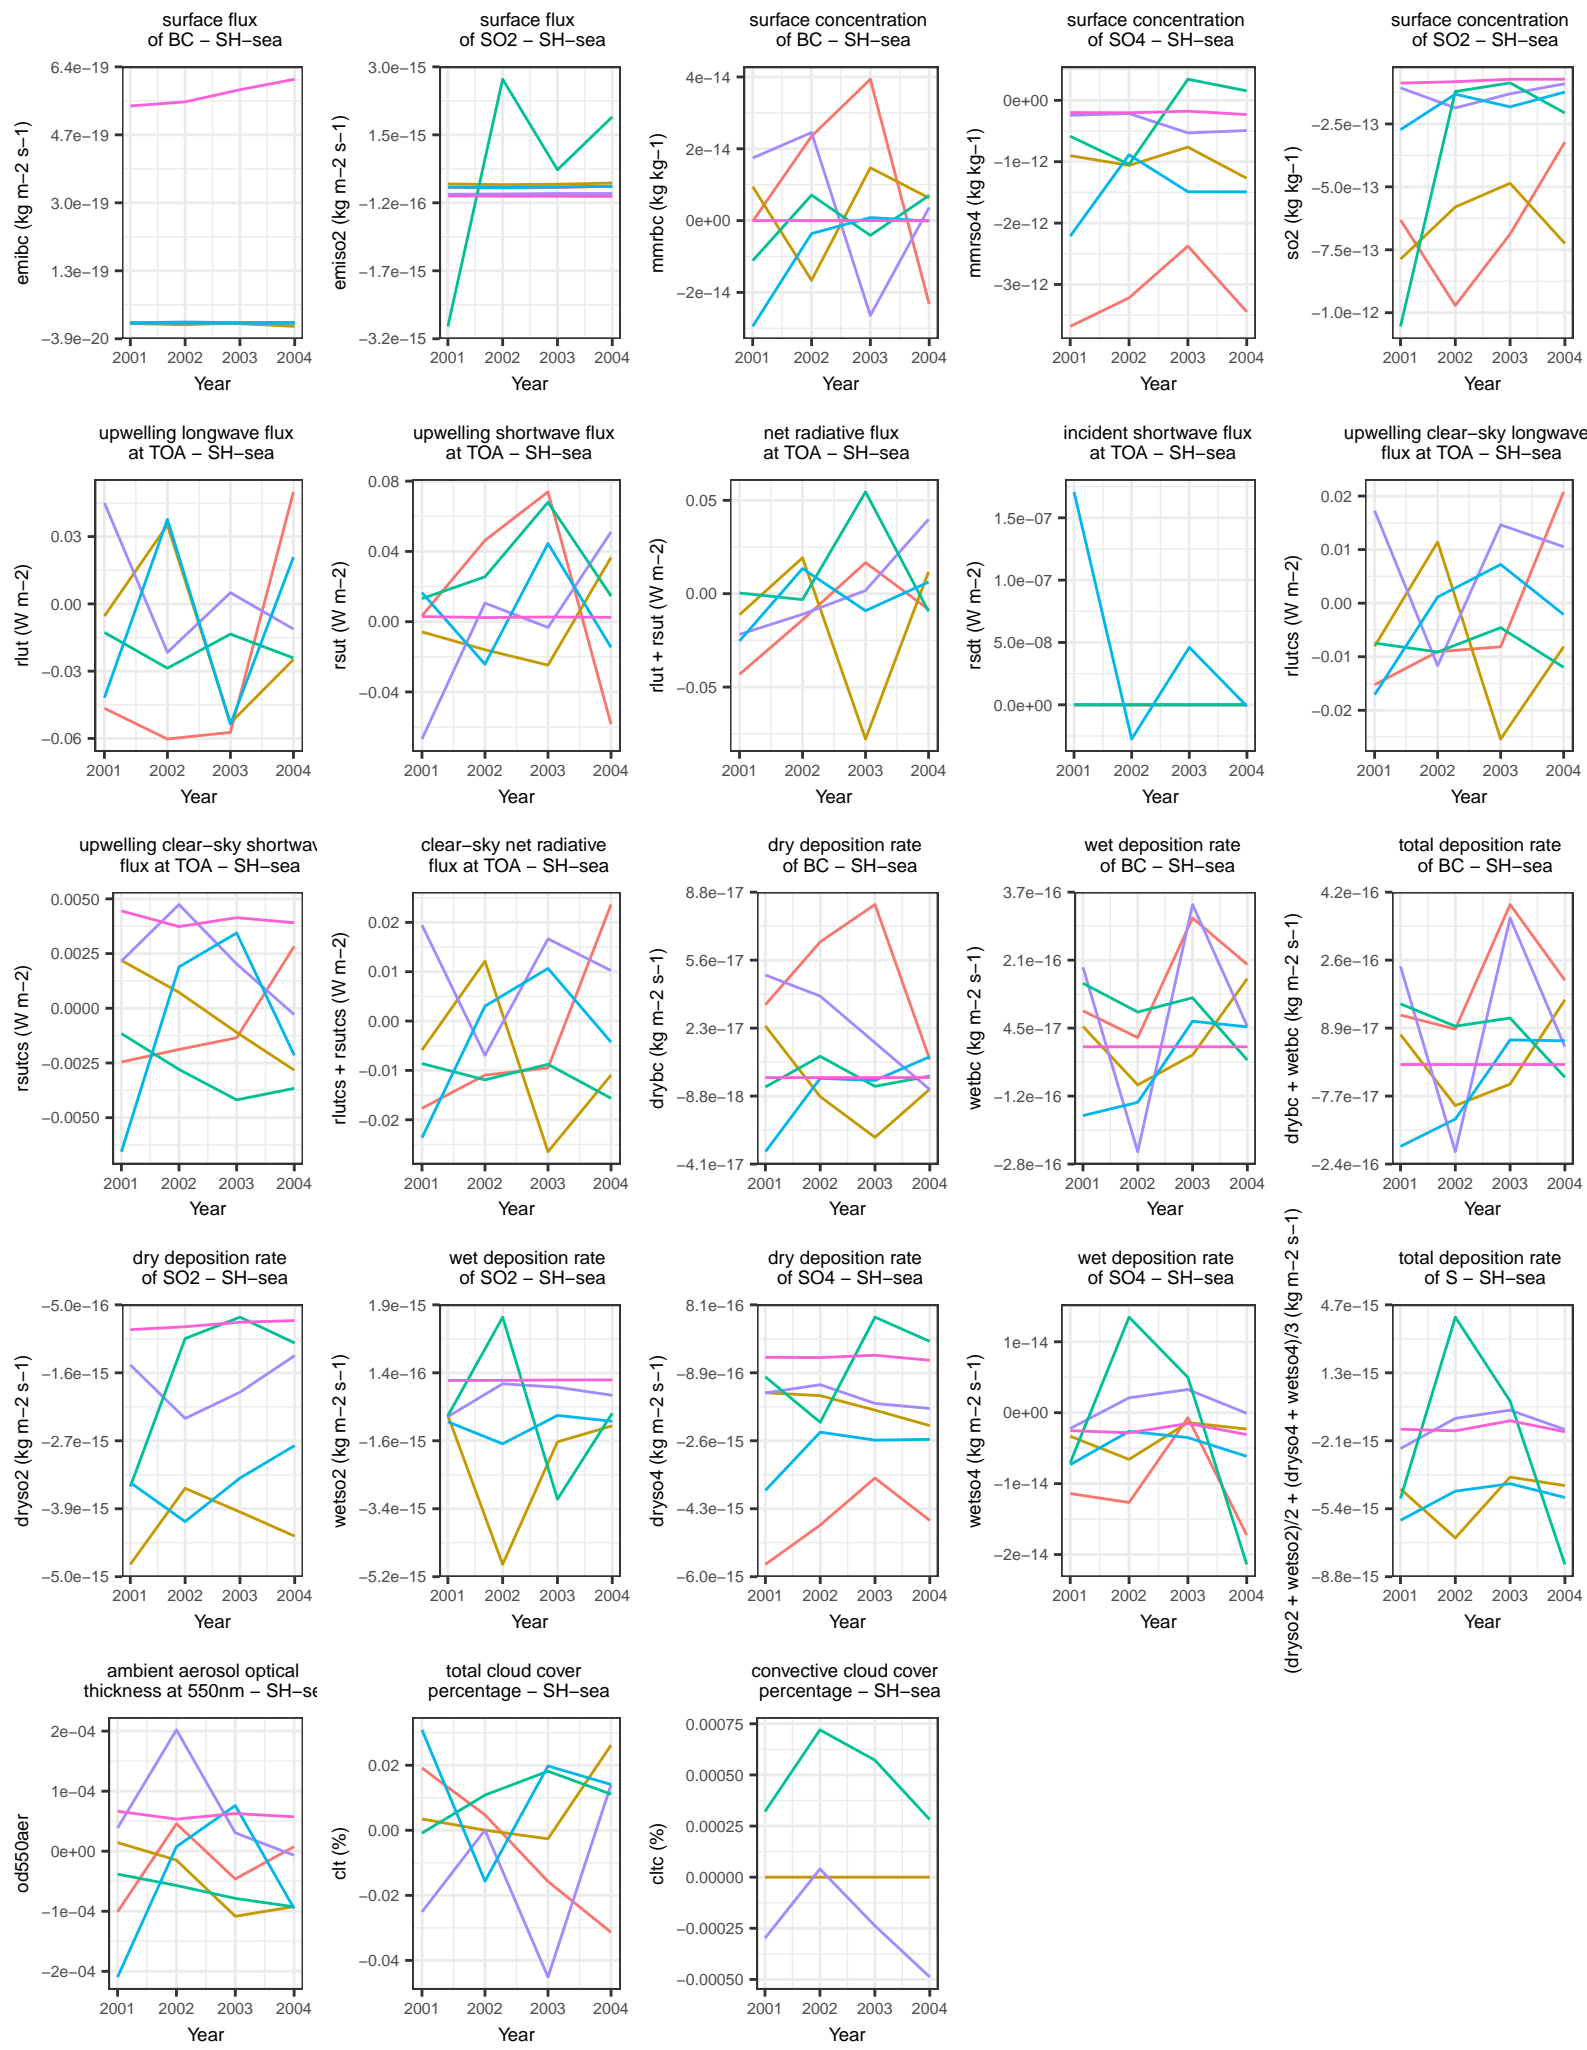 surface flux
of BC − SH−sea
surface flux
of SO2 − SH−sea
surface concentration
of BC − SH−sea
surface concentration
of SO4 − SH−sea
surface concentration
of SO2 − SH−sea
emibc (kg m−2 s−1)
6.4e−19
4.7e−19
3.0e−19
1.3e−19
−3.9e−20
2001 2002 2003 2004
Year
emiso2 (kg m−2 s−1)
3.0e−15
1.5e−15
−1.2e−16
−1.7e−15
−3.2e−15
2001 2002 2003 2004
Year
mmrbc (kg kg−1)
4e−14
2e−14
0e+00
−2e−14
2001 2002 2003 2004
Year
mmrso4 (kg kg−1)
0e+00
−1e−12
−2e−12
−3e−12
2001 2002 2003 2004
Year
so2 (kg kg−1)
−2.5e−13
−5.0e−13
−7.5e−13
−1.0e−12
2001 2002 2003 2004
Year
upwelling longwave flux
at TOA − SH−sea
upwelling shortwave flux
at TOA − SH−sea
net radiative flux
at TOA − SH−sea
incident shortwave flux
at TOA − SH−sea
upwelling clear−sky longwave
flux at TOA − SH−sea
rlut (W m−2)
0.03
0.00
−0.03
−0.06
2001 2002 2003 2004
Year
rsut (W m−2)
0.08
0.04
0.00
−0.04
2001 2002 2003 2004
Year
rlut + rsut (W m−2)
0.05
0.00
−0.05
2001 2002 2003 2004
Year
rsdt (W m−2)
1.5e−07
1.0e−07
5.0e−08
0.0e+00
2001 2002 2003 2004
Year
rlutcs (W m−2)
0.02
0.01
0.00
−0.01
−0.02
2001 2002 2003 2004
Year
upwelling clear−sky shortwav
flux at TOA − SH−sea
clear−sky net radiative
flux at TOA − SH−sea
dry deposition rate
of BC − SH−sea
wet deposition rate
of BC − SH−sea
total deposition rate
of BC − SH−sea
rsutcs (W m−2)
0.0050
0.0025
0.0000
−0.0025
−0.0050
2001 2002 2003 2004
Year
rlutcs + rsutcs (W m−2)
0.02
0.01
0.00
−0.01
−0.02
2001 2002 2003 2004
Year
drybc (kg m−2 s−1)
8.8e−17
5.6e−17
2.3e−17
−8.8e−18
−4.1e−17
2001 2002 2003 2004
Year
wetbc (kg m−2 s−1)
3.7e−16
2.1e−16
4.5e−17
−1.2e−16
−2.8e−16
2001 2002 2003 2004
Year
drybc + wetbc (kg m−2 s−1)
4.2e−16
2.6e−16
8.9e−17
−7.7e−17
−2.4e−16
2001 2002 2003 2004
Year
dry deposition rate
of SO2 − SH−sea
wet deposition rate
of SO2 − SH−sea
dry deposition rate
of SO4 − SH−sea
wet deposition rate
of SO4 − SH−sea
total deposition rate
of S − SH−sea
dryso2 (kg m−2 s−1)
−5.0e−16
−1.6e−15
−2.7e−15
−3.9e−15
−5.0e−15
2001 2002 2003 2004
Year
wetso2 (kg m−2 s−1)
1.9e−15
1.4e−16
−1.6e−15
−3.4e−15
−5.2e−15
2001 2002 2003 2004
Year
dryso4 (kg m−2 s−1)
8.1e−16
−8.9e−16
−2.6e−15
−4.3e−15
−6.0e−15
2001 2002 2003 2004
Year
wetso4 (kg m−2 s−1)
1e−14
0e+00
−1e−14
−2e−14
2001 2002 2003 2004
Year
(dryso2 + wetso2)/2 + (dryso4 + wetso4)/3 (kg m−2 s−1)
4.7e−15
1.3e−15
−2.1e−15
−5.4e−15
−8.8e−15
2001 2002 2003 2004
Year
ambient aerosol optical
thickness at 550nm − SH−se
total cloud cover
percentage − SH−sea
convective cloud cover
percentage − SH−sea
od550aer
2e−04
1e−04
0e+00
−1e−04
−2e−04
2001 2002 2003 2004
Year
clt (%)
0.02
0.00
−0.02
−0.04
2001 2002 2003 2004
Year
cltc (%)
0.00075
0.00050
0.00025
0.00000
−0.00025
−0.00050
2001 2002 2003 2004
Year